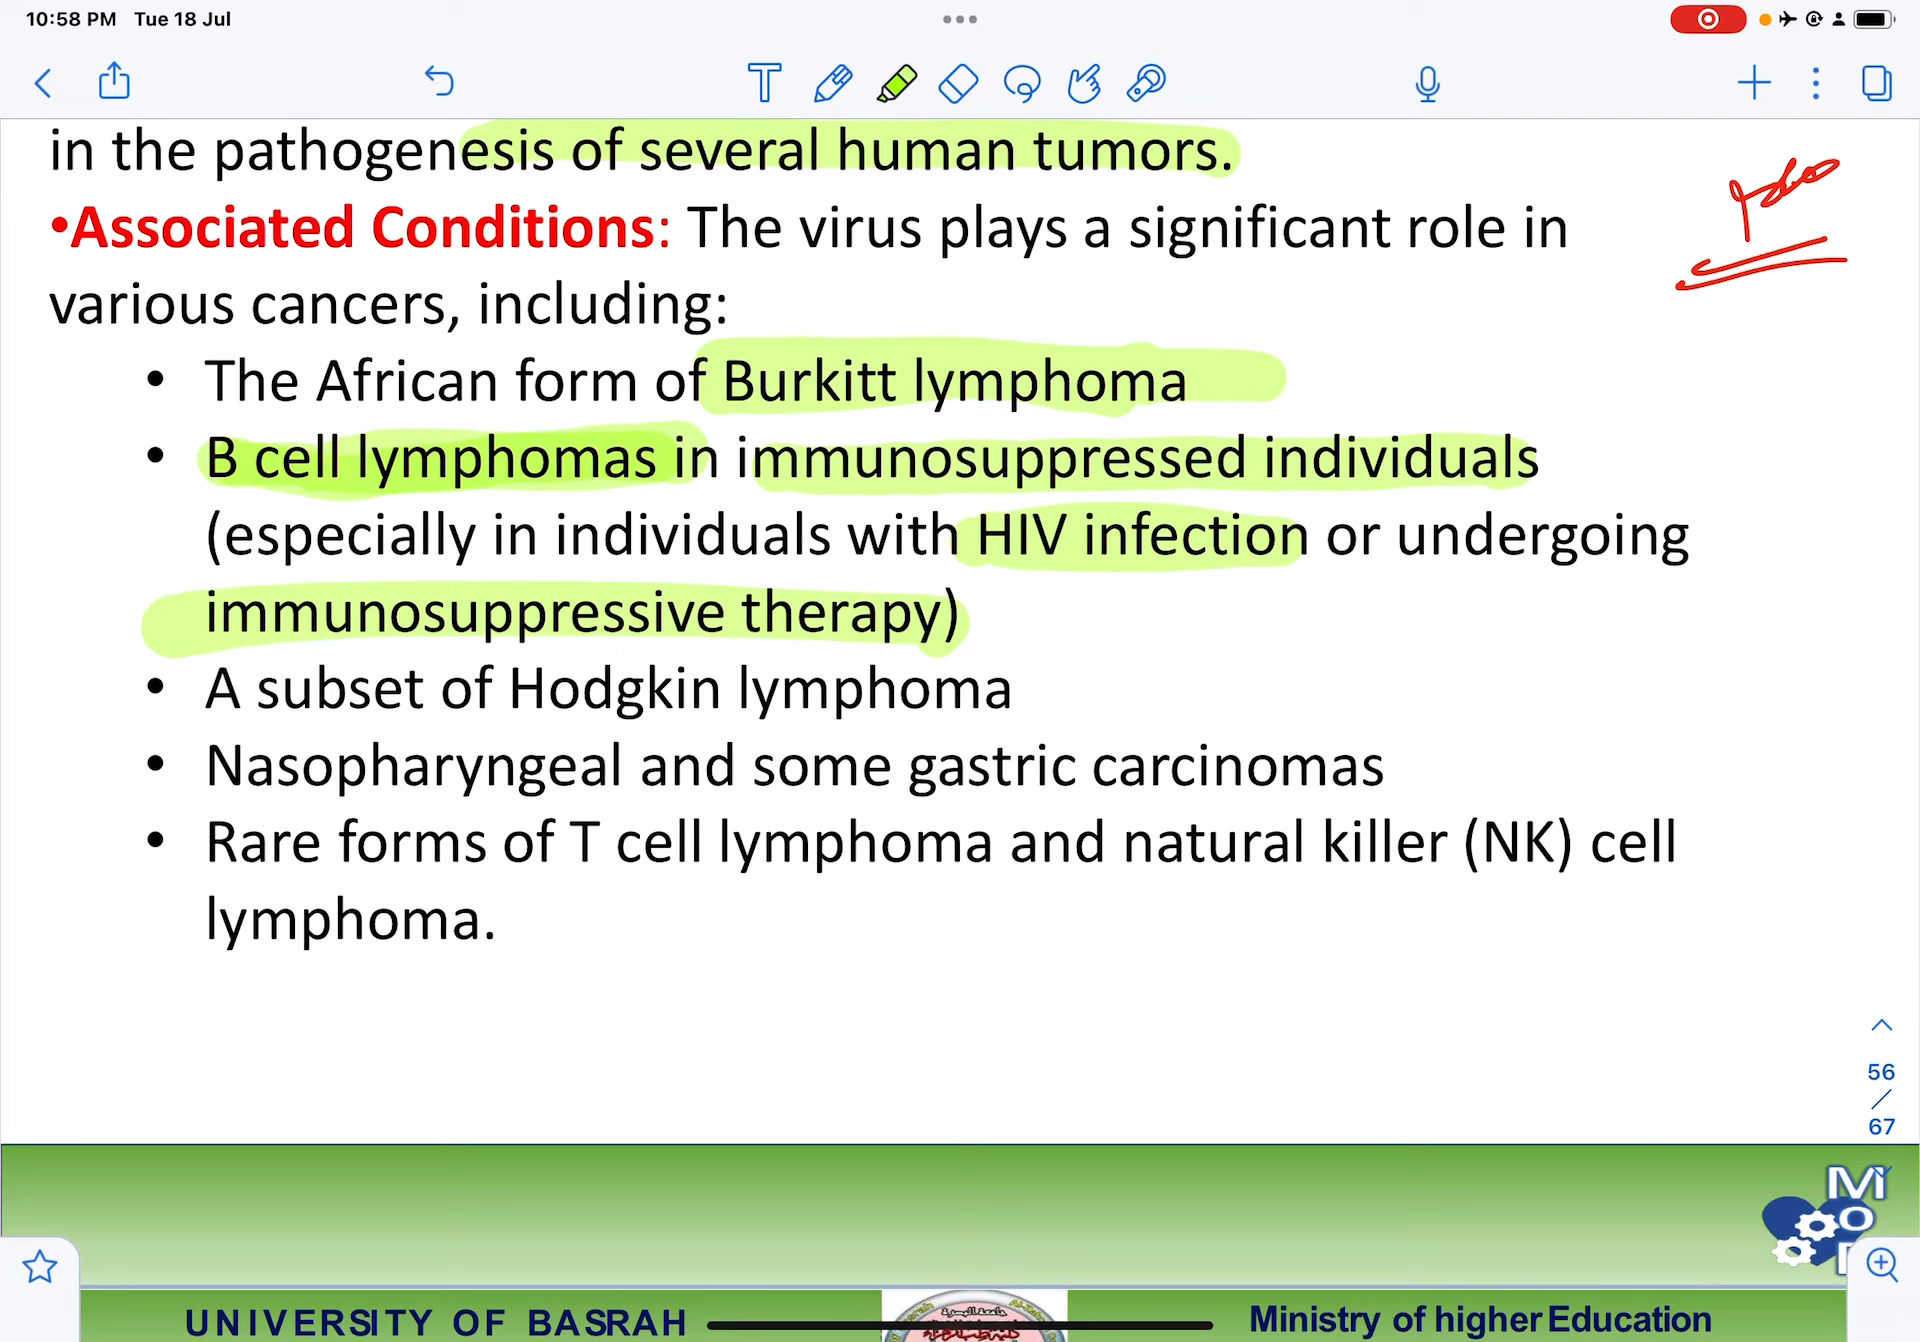 10:58 PM Tue 18 Jul
in the pathogenesis of several human tumors.
•Associated Conditions: The virus plays a significant role in
various cancers, including:
• The African form of Burkitt lymphoma
• B cell lymphomas in immunosuppressed individuals
(especially in individuals with HIV infection or undergoing
immunosuppressive therapy)
• A subset of Hodgkin lymphoma
• Nasopharyngeal and some gastric carcinomas
• Rare forms of T cell lymphoma and natural killer (NK) cell
lymphoma.
56
/
67
M
O
UNIVERSITY OF BASRAH
Ministry of higher Education